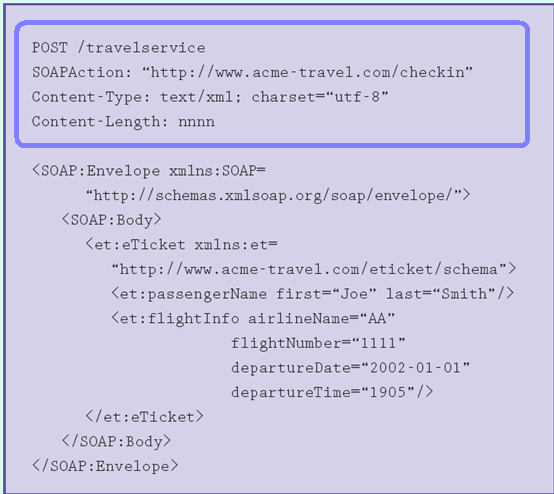 POST /travelservice
SOAPAction: “http://www.acme-travel.com/checkin”
Content-Type: text/xml; charset=“utf-8”
Content-Length: nnnn
<SOAP:Envelope xmlns:SOAP=
“http://schemas.xmlsoap.org/soap/envelope/”>
<SOAP:Body>
<et:eTicket xmlns:et=
“http://www.acme-travel.com/eticket/schema”>
<et:passengerName first=“Joe” last=“Smith”/>
<et:flightInfo airlineName=“AA”
flightNumber=“1111”
departureDate=“2002-01-01”
departureTime=“1905”/>
</et:eTicket>
</SOAP:Body>
</SOAP:Envelope>